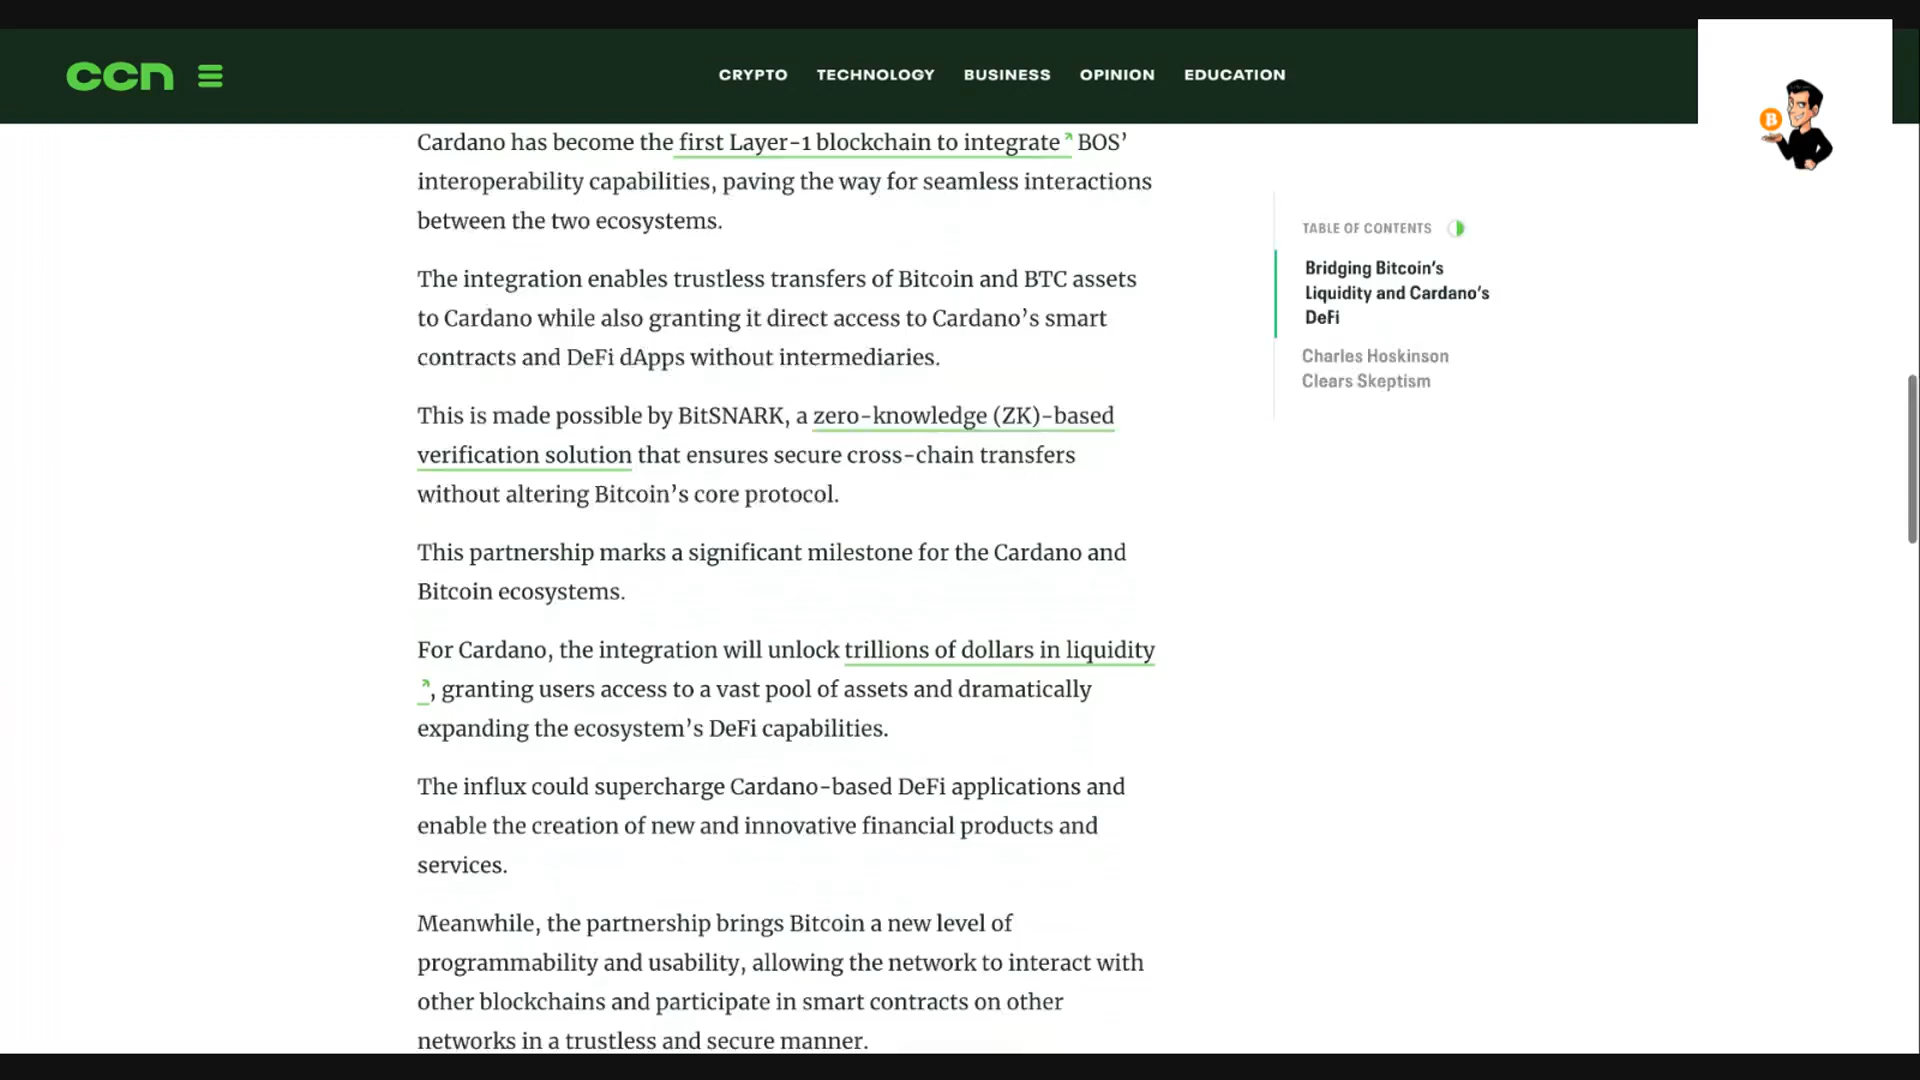 ccn
CRYPTO TECHNOLOGY BUSINESS OPINION EDUCATION
B
Cardano has become the first Layer-1 blockchain to integrate BOS’
interoperability capabilities, paving the way for seamless interactions
between the two ecosystems.
The integration enables trustless transfers of Bitcoin and BTC assets
to Cardano while also granting it direct access to Cardano’s smart
contracts and DeFi dApps without intermediaries.
This is made possible by BitSNARK, a zero-knowledge (ZK)-based
verification solution that ensures secure cross-chain transfers
without altering Bitcoin’s core protocol.
This partnership marks a significant milestone for the Cardano and
Bitcoin ecosystems.
For Cardano, the integration will unlock trillions of dollars in liquidity
, granting users access to a vast pool of assets and dramatically
expanding the ecosystem’s DeFi capabilities.
The influx could supercharge Cardano-based DeFi applications and
enable the creation of new and innovative financial products and
services.
Meanwhile, the partnership brings Bitcoin a new level of
programmability and usability, allowing the network to interact with
other blockchains and participate in smart contracts on other
networks in a trustless and secure manner.
TABLE OF CONTENTS
Bridging Bitcoin’s
Liquidity and Cardano’s
DeFi
Charles Hoskinson
Clears Skeptism